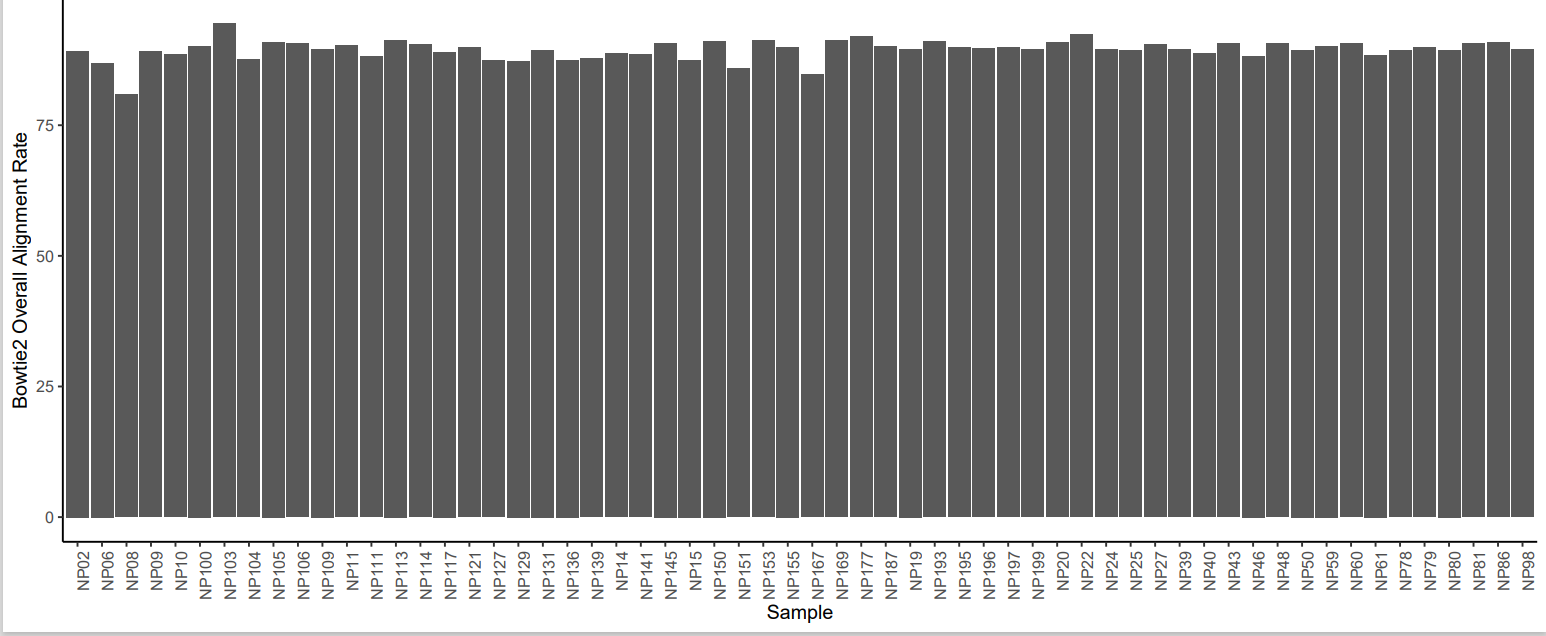 Bowtie2 Overall Alignment Rate
75
50
25
0
NP02 NP06 NP08 NP09 NP10 NP100 NP103 NP104 NP105 NP106 NP109 NP11 NP111 NP113 NP114 NP117 NP121 NP127 NP129 NP131 NP136 NP139 NP14 NP141 NP145 NP15 NP150 NP151 NP153 NP155 NP167 NP169 NP177 NP187 NP19 NP193 NP195 NP196 NP197 NP199 NP20 NP22 NP24 NP25 NP27 NP39 NP40 NP43 NP46 NP48 NP50 NP59 NP60 NP61 NP78 NP79 NP80 NP81 NP86 NP98
Sample